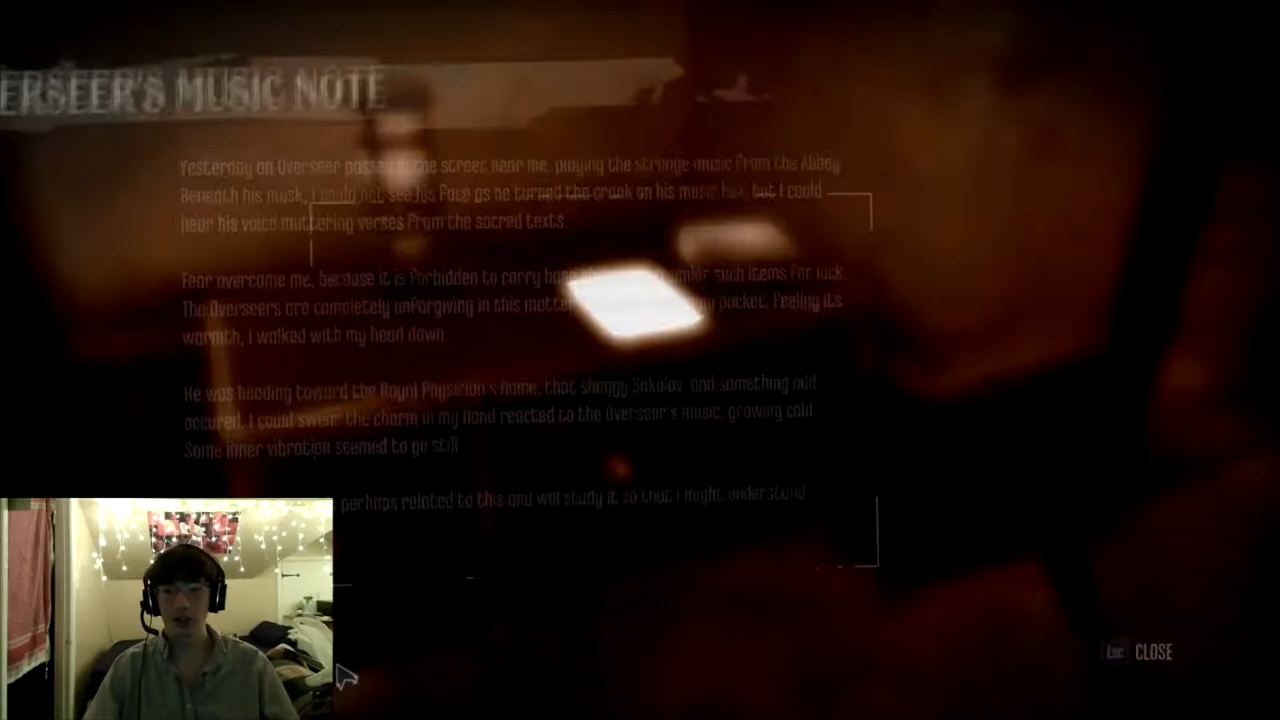 ERSEER'S MUSIC NOTE
Yesterday an Overseer passed the street near me, playing the strange music from the Abbey
Beneath his mask, I could not see his face as he turned the crank on his music box, but I could
hear his voice muttering verses from the sacred texts.
Fear overcame me, because it is forbidden to carry bone similar such items for luck.
The Overseers are completely unforgiving in this matter pocket, feeling its
warmth, I walked with my head down.
He was heading toward the Royal Physician's home, that shaggy Sokolov, and something odd
occured. I could swear the charm in my hand reacted to the Overseer's music, growing cold.
Some inner vibration seemed to go still
perhaps related to this and will study it so that I might understand
Esc CLOSE